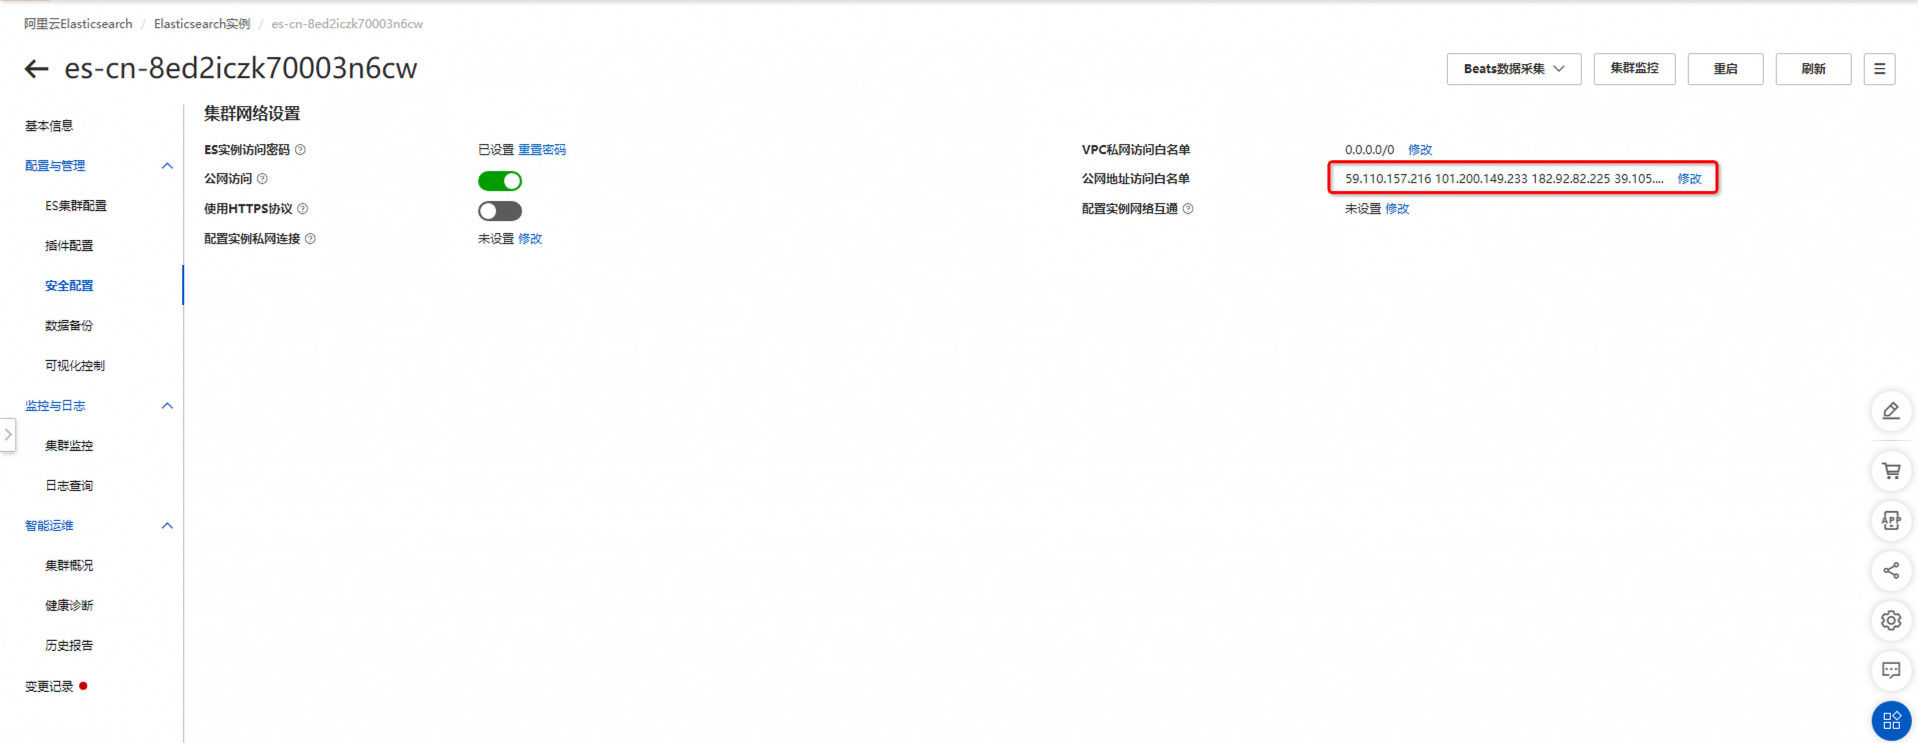 阿里云Elasticsearch / Elasticsearch实例 / es-cn-8ed2iczk70003n6cw
es-cn-8ed2iczk70003n6cw
Beats数据采集 集群监控 重启 刷新
基本信息
配置与管理
ES集群配置
插件配置
安全配置
数据备份
可视化控制
监控与日志
集群监控
日志查询
智能运维
集群概况
健康诊断
历史报告
变更记录
集群网络设置
ES实例访问密码 已设置 重置密码
公网访问
使用HTTPS协议
配置实例私网连接 未设置 修改
VPC私网访问白名单 0.0.0.0/0 修改
公网地址访问白名单 59.110.157.216 101.200.149.233 182.92.82.225 39.105.... 修改
配置实例网络互通 未设置 修改
APP